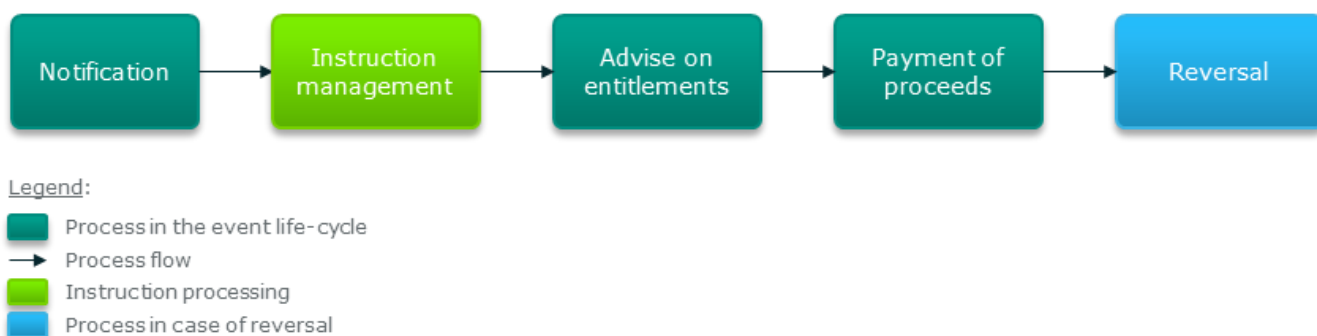 Notification
Instruction
management
Advise on
entitlements
Payment of
proceeds
Reversal
Legend:
Process in the event life-cycle
Process flow
Instruction processing
Process in case of reversal